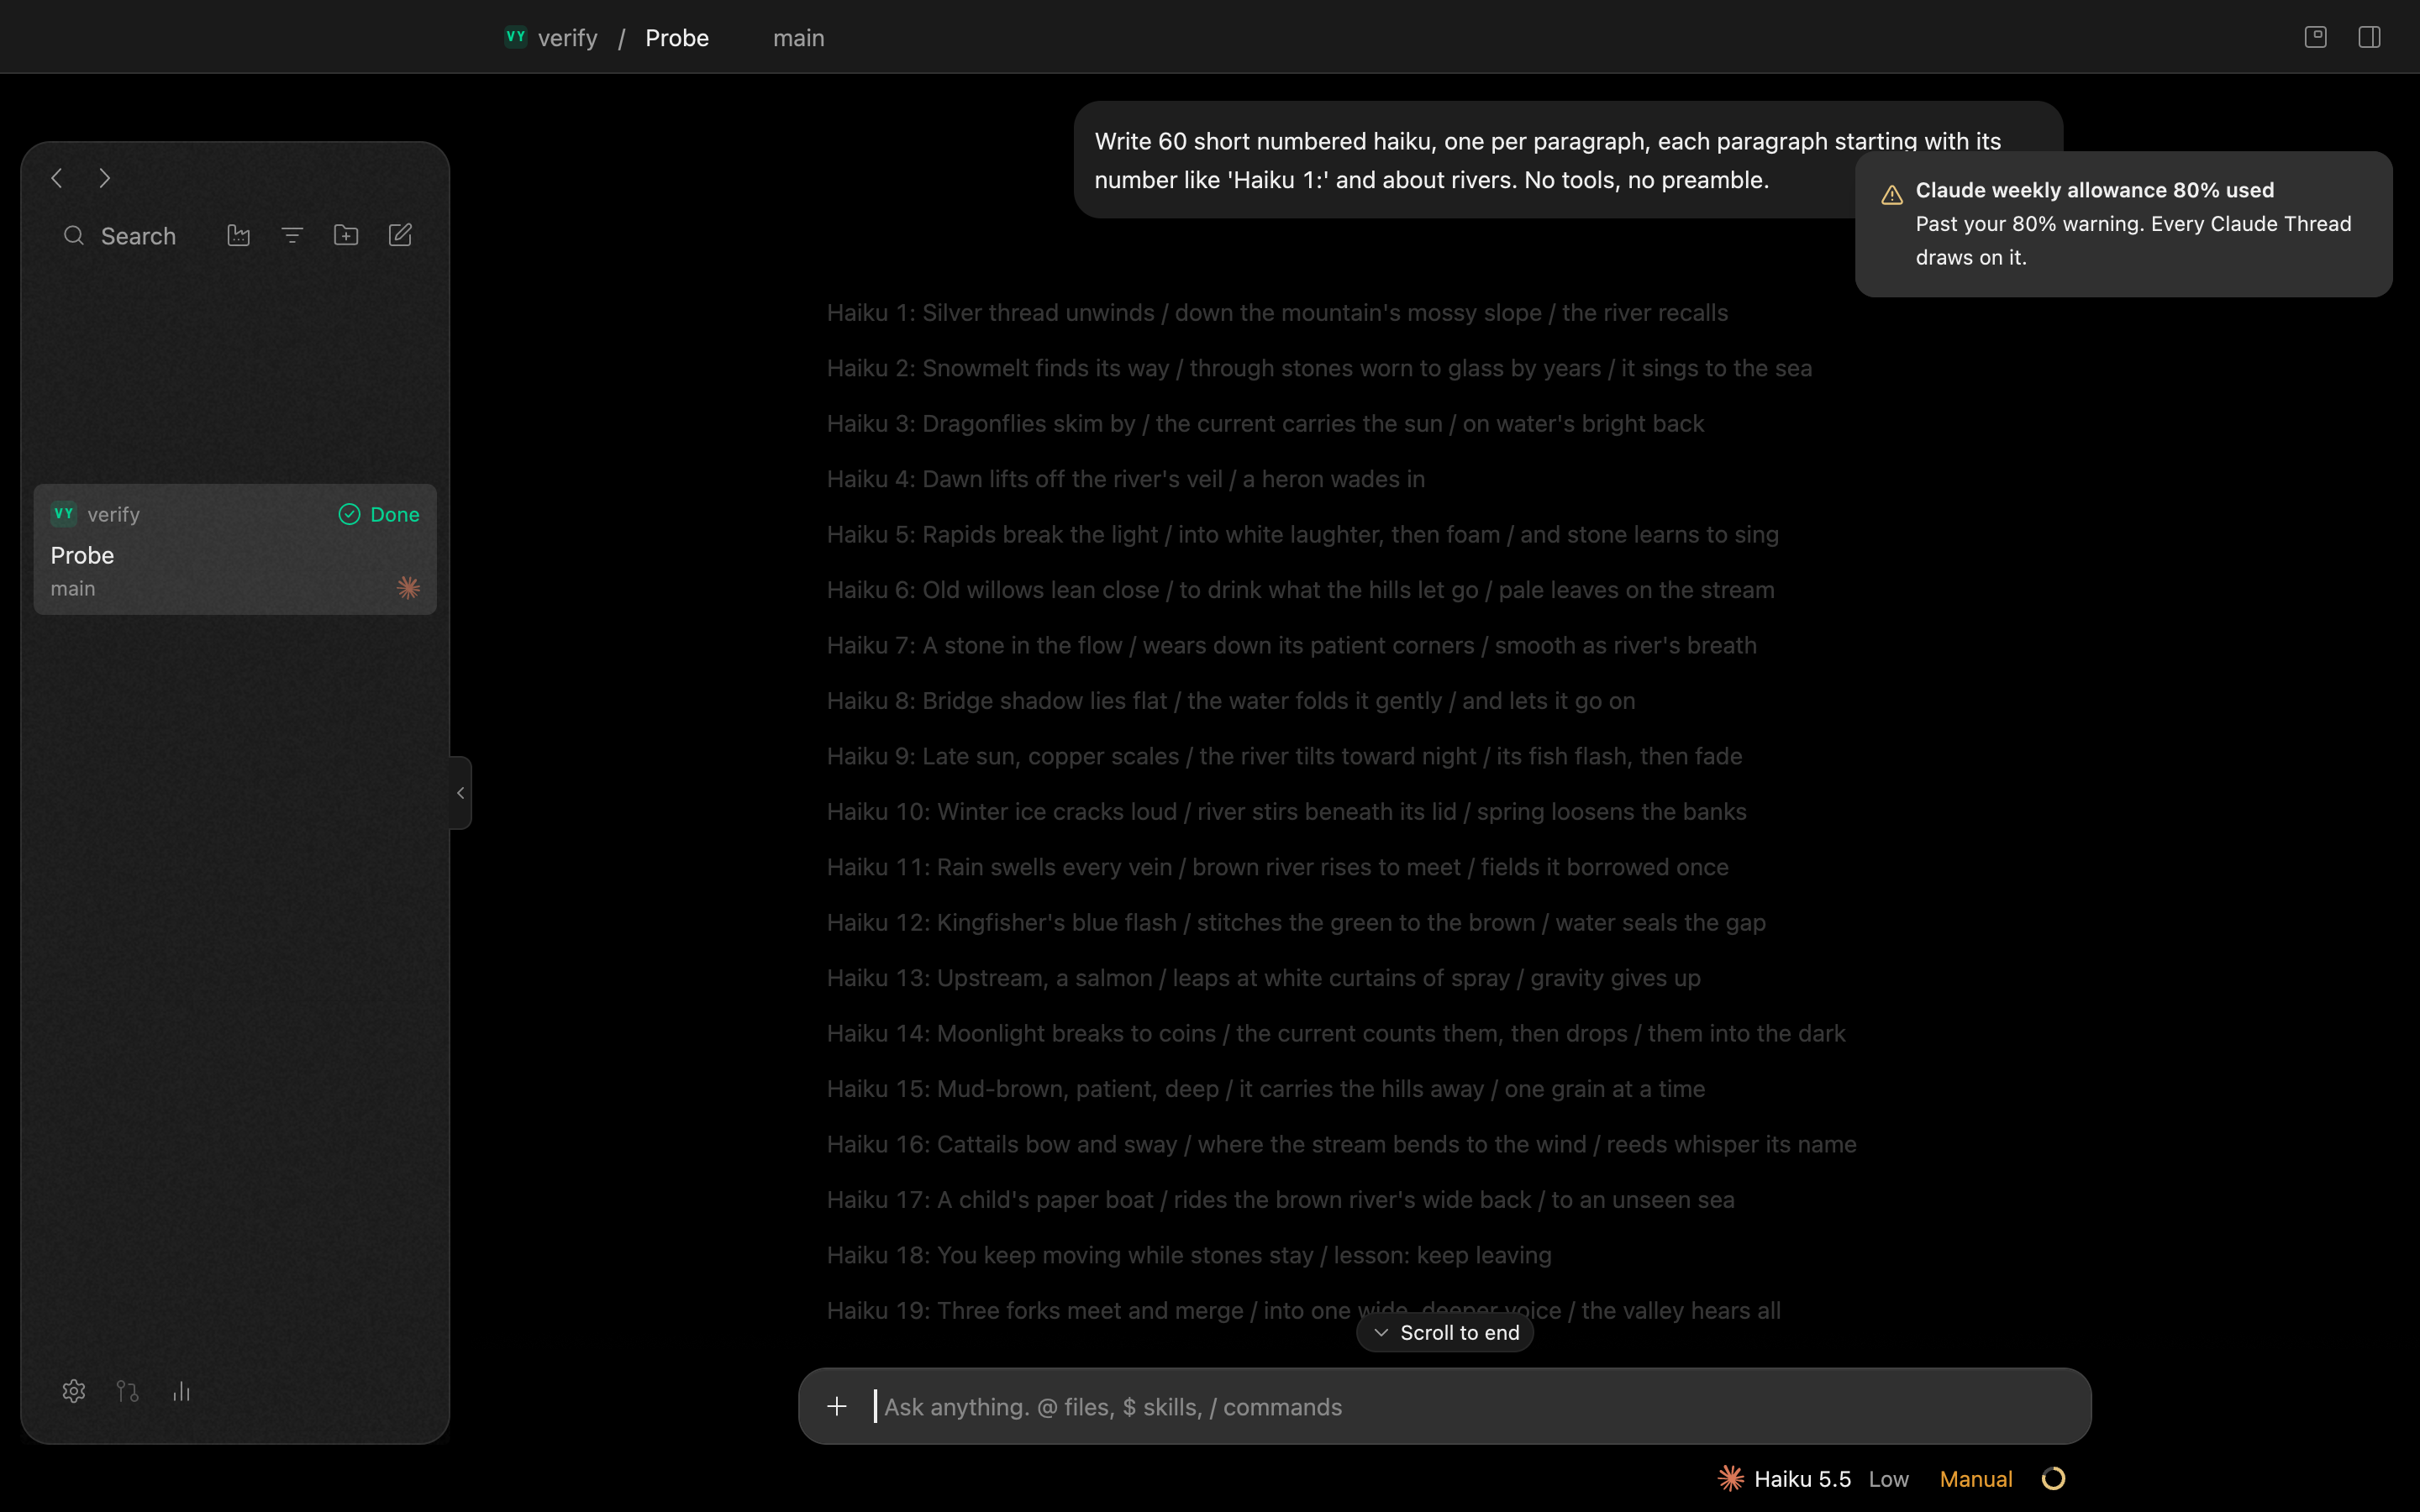 VY verify / Probe main
Write 60 short numbered haiku, one per paragraph, each paragraph starting with its
number like 'Haiku 1:' and about rivers. No tools, no preamble.
Claude weekly allowance 80% used
Past your 80% warning. Every Claude Thread
draws on it.
Search
VY verify Done
Probe
main
Haiku 1: Silver thread unwinds / down the mountain's mossy slope / the river recalls
Haiku 2: Snowmelt finds its way / through stones worn to glass by years / it sings to the sea
Haiku 3: Dragonflies skim by / the current carries the sun / on water's bright back
Haiku 4: Dawn lifts off the river's veil / a heron wades in
Haiku 5: Rapids break the light / into white laughter, then foam / and stone learns to sing
Haiku 6: Old willows lean close / to drink what the hills let go / pale leaves on the stream
Haiku 7: A stone in the flow / wears down its patient corners / smooth as river's breath
Haiku 8: Bridge shadow lies flat / the water folds it gently / and lets it go on
Haiku 9: Late sun, copper scales / the river tilts toward night / its fish flash, then fade
Haiku 10: Winter ice cracks loud / river stirs beneath its lid / spring loosens the banks
Haiku 11: Rain swells every vein / brown river rises to meet / fields it borrowed once
Haiku 12: Kingfisher's blue flash / stitches the green to the brown / water seals the gap
Haiku 13: Upstream, a salmon / leaps at white curtains of spray / gravity gives up
Haiku 14: Moonlight breaks to coins / the current counts them, then drops / them into the dark
Haiku 15: Mud-brown, patient, deep / it carries the hills away / one grain at a time
Haiku 16: Cattails bow and sway / where the stream bends to the wind / reeds whisper its name
Haiku 17: A child's paper boat / rides the brown river's wide back / to an unseen sea
Haiku 18: You keep moving while stones stay / lesson: keep leaving
Haiku 19: Three forks meet and merge / into one wide, deeper voice / the valley hears all
Scroll to end
Ask anything. @ files, $ skills, / commands
Haiku 5.5 Low Manual